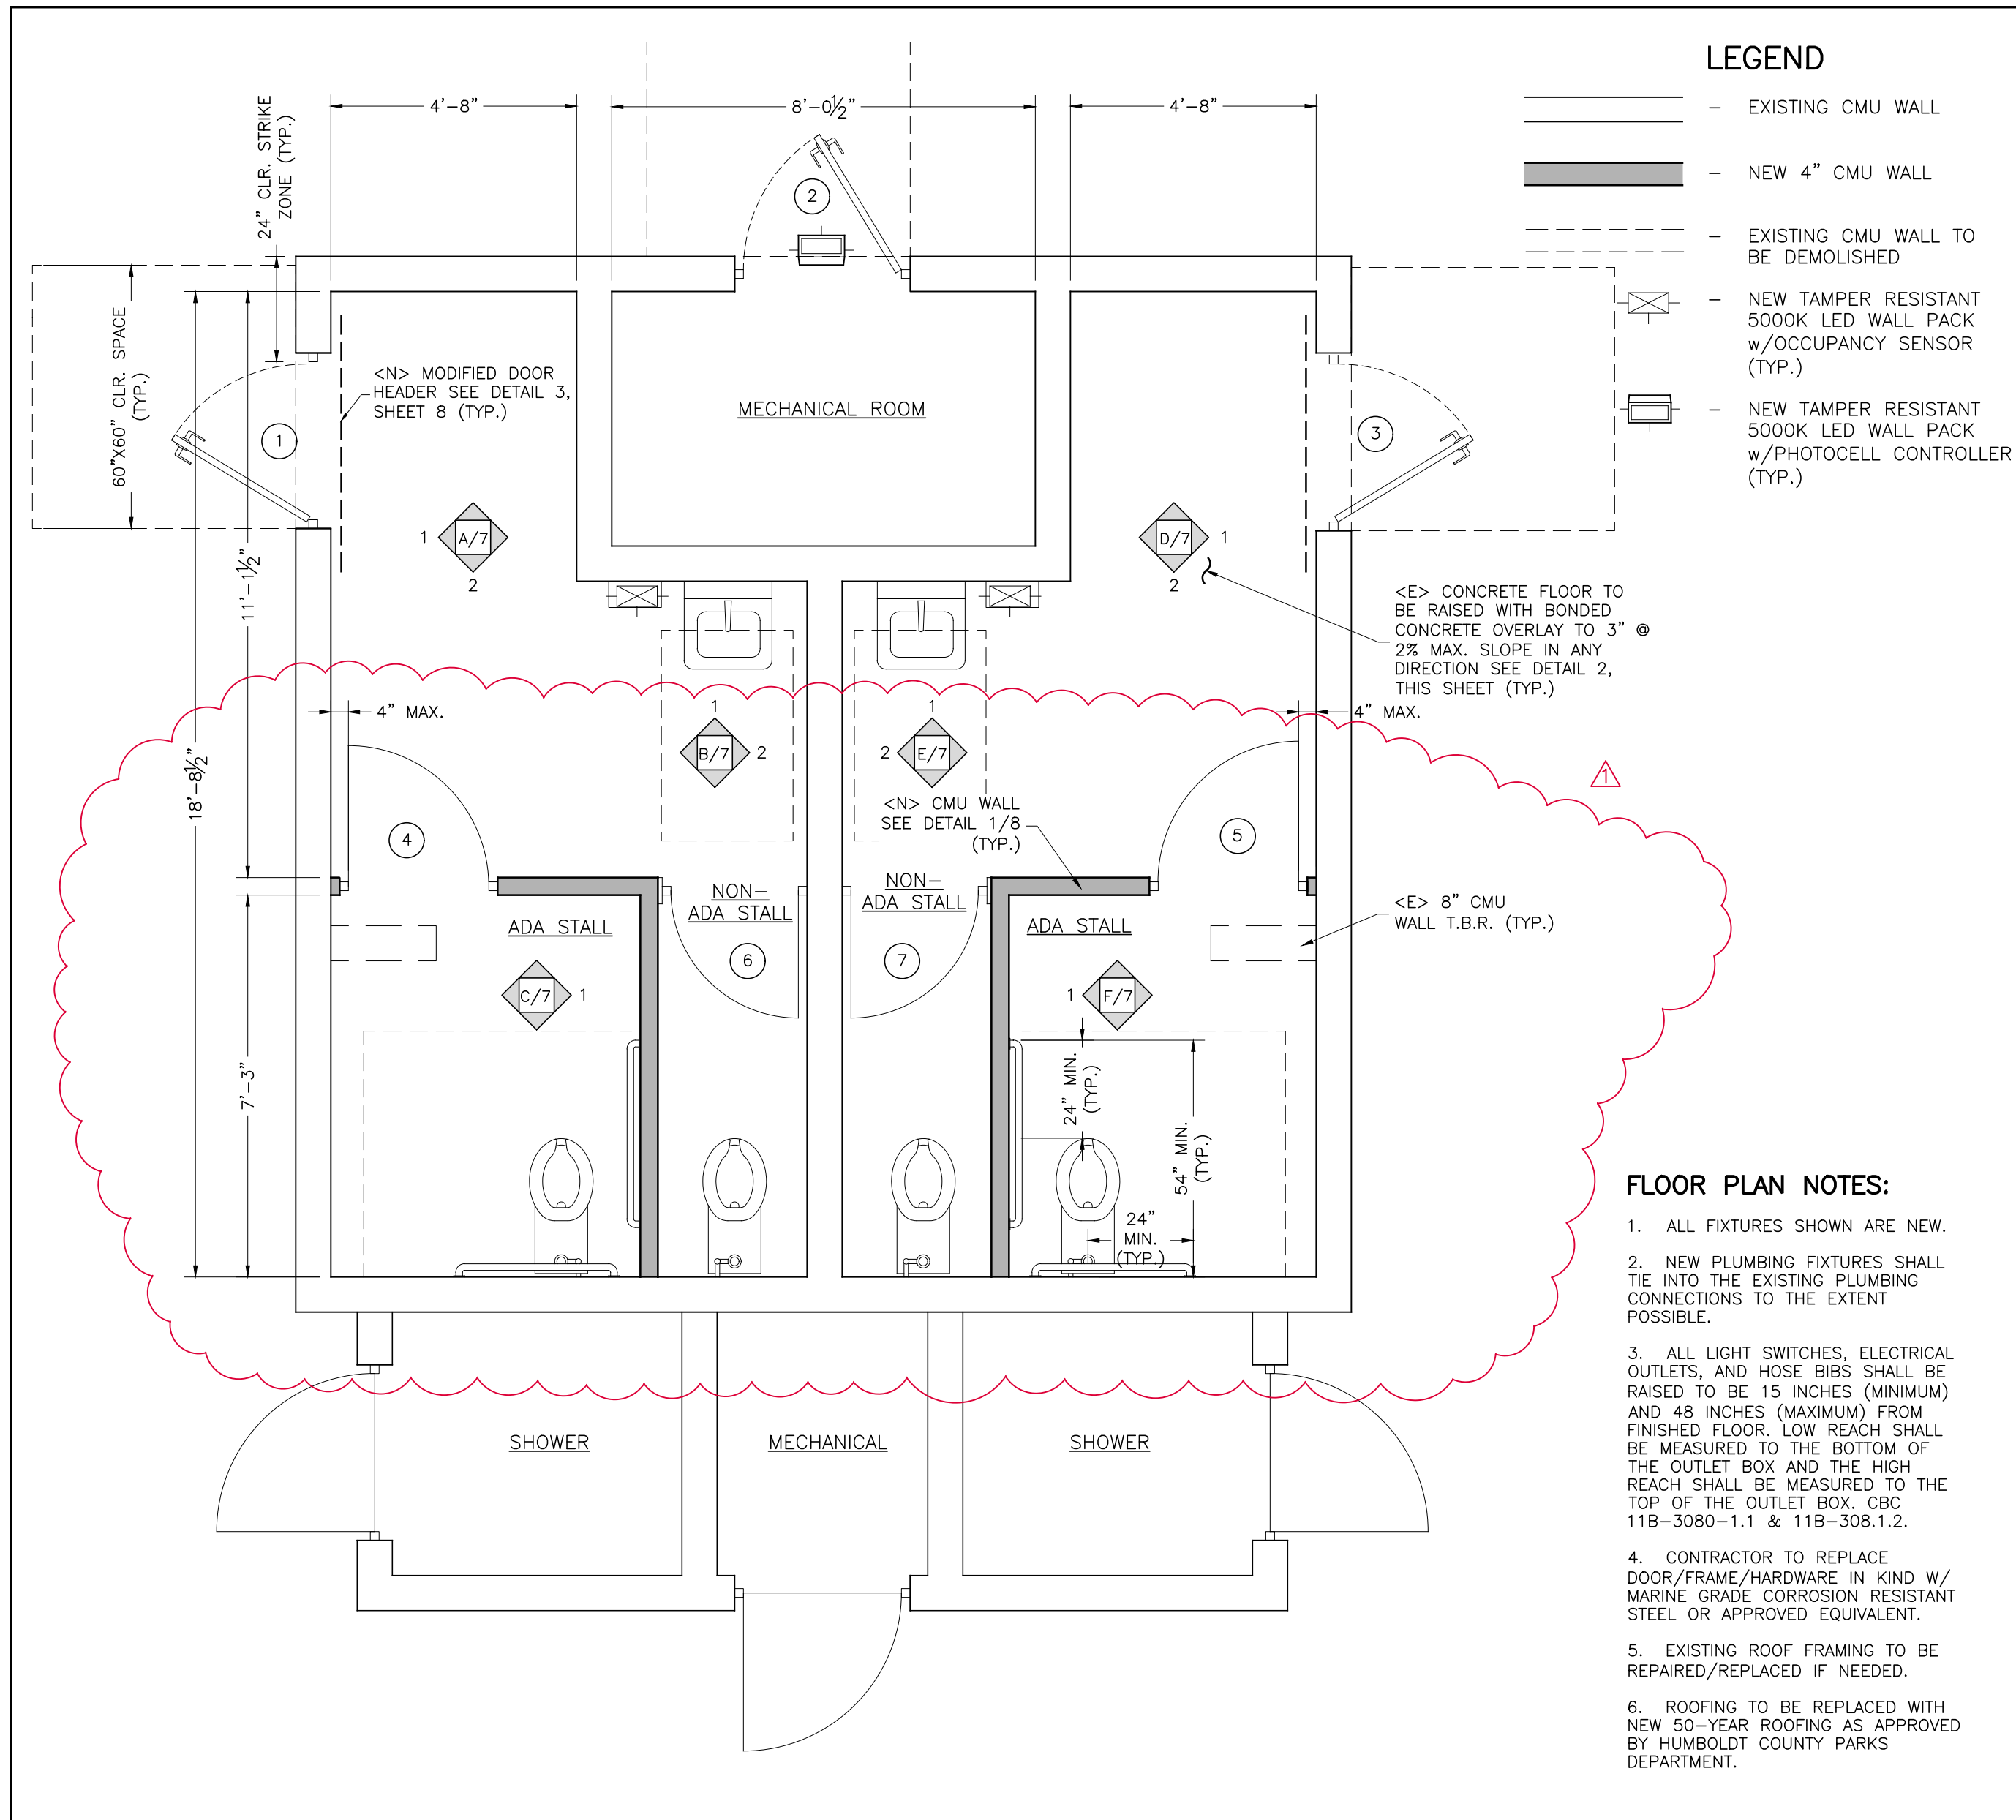 LEGEND
– EXISTING CMU WALL
– NEW 4” CMU WALL
– EXISTING CMU WALL TO
BE DEMOLISHED
– NEW TAMPER RESISTANT
5000K LED WALL PACK
w/OCCUPANCY SENSOR
(TYP.)
– NEW TAMPER RESISTANT
5000K LED WALL PACK
w/PHOTOCELL CONTROLLER
(TYP.)
4'–8”
8'–0½”
4'–8”
24” CLR. STRIKE
ZONE (TYP.)
2
60”X60” CLR. SPACE
(TYP.)
<N> MODIFIED DOOR
HEADER SEE DETAIL 3,
SHEET 8 (TYP.)
MECHANICAL ROOM
1
3
1
A/7
2
D/7
1
2
11'–1½”
18'–8½”
<E> CONCRETE FLOOR TO
BE RAISED WITH BONDED
CONCRETE OVERLAY TO 3” @
2% MAX. SLOPE IN ANY
DIRECTION SEE DETAIL 2,
THIS SHEET (TYP.)
4” MAX.
4” MAX.
1
B/7
2
1
2
E/7
1
<N> CMU WALL
SEE DETAIL 1/8
(TYP.)
4
5
NON–
ADA STALL
NON–
ADA STALL
ADA STALL
ADA STALL
<E> 8” CMU
WALL T.B.R. (TYP.)
6
7
C/7
1
1
F/7
7'–3”
24” MIN.
(TYP.)
54” MIN.
(TYP.)
24”
MIN.
(TYP.)
SHOWER
MECHANICAL
SHOWER
FLOOR PLAN NOTES:
1. ALL FIXTURES SHOWN ARE NEW.
2. NEW PLUMBING FIXTURES SHALL
TIE INTO THE EXISTING PLUMBING
CONNECTIONS TO THE EXTENT
POSSIBLE.
3. ALL LIGHT SWITCHES, ELECTRICAL
OUTLETS, AND HOSE BIBS SHALL BE
RAISED TO BE 15 INCHES (MINIMUM)
AND 48 INCHES (MAXIMUM) FROM
FINISHED FLOOR. LOW REACH SHALL
BE MEASURED TO THE BOTTOM OF
THE OUTLET BOX AND THE HIGH
REACH SHALL BE MEASURED TO THE
TOP OF THE OUTLET BOX. CBC
11B–3080–1.1 & 11B–308.1.2.
4. CONTRACTOR TO REPLACE
DOOR/FRAME/HARDWARE IN KIND W/
MARINE GRADE CORROSION RESISTANT
STEEL OR APPROVED EQUIVALENT.
5. EXISTING ROOF FRAMING TO BE
REPAIRED/REPLACED IF NEEDED.
6. ROOFING TO BE REPLACED WITH
NEW 50–YEAR ROOFING AS APPROVED
BY HUMBOLDT COUNTY PARKS
DEPARTMENT.